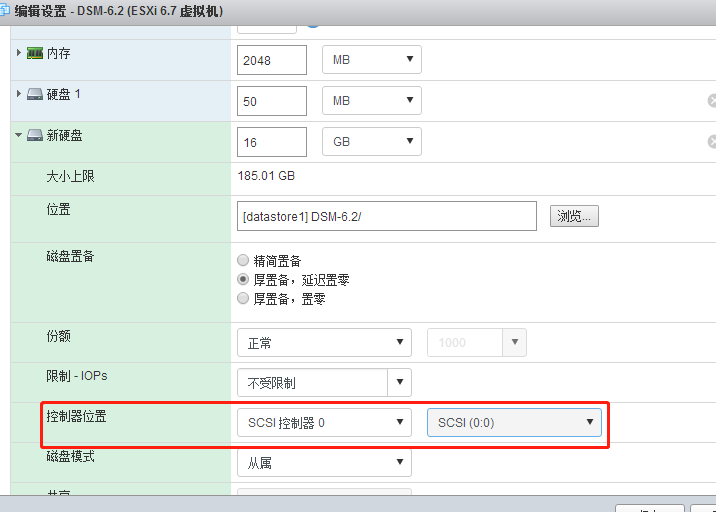 编辑设置 - DSM-6.2 (ESXi 6.7 虚拟机)
内存 2048 MB
硬盘 1 50 MB
新硬盘 16 GB
大小上限 185.01 GB
位置 [datastore1] DSM-6.2/ 浏览...
磁盘置备 精简置备
厚置备，延迟置零
厚置备，置零
份额 正常 1000
限制 - IOPs 不受限制
控制器位置 SCSI 控制器 0 SCSI (0:0)
磁盘模式 从属